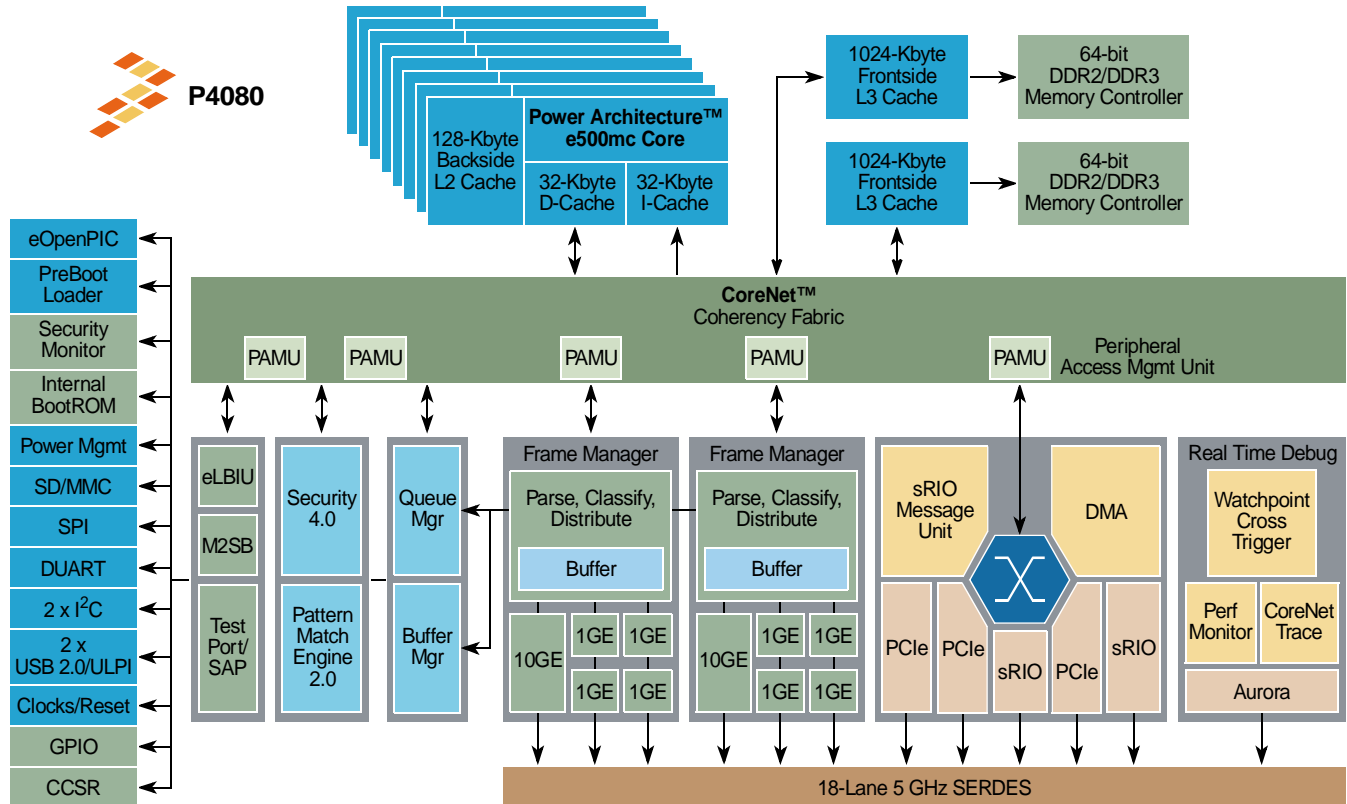 P4080
128-Kbyte
Backside
L2 Cache
Power Architecture™
e500mc Core
32-Kbyte
D-Cache
32-Kbyte
I-Cache
1024-Kbyte
Frontside
L3 Cache
64-bit
DDR2/DDR3
Memory Controller
1024-Kbyte
Frontside
L3 Cache
64-bit
DDR2/DDR3
Memory Controller
eOpenPIC
PreBoot
Loader
Security
Monitor
Internal
BootROM
Power Mgmt
SD/MMC
SPI
DUART
2 x I²C
2 x
USB 2.0/ULPI
Clocks/Reset
GPIO
CCSR
CoreNet™
Coherency Fabric
PAMU
PAMU
PAMU
PAMU
PAMU
Peripheral
Access Mgmt Unit
eLBIU
M2SB
Test
Port/
SAP
Security
4.0
Pattern
Match
Engine
2.0
Queue
Mgr
Buffer
Mgr
Frame Manager
Parse, Classify,
Distribute
Buffer
10GE
1GE
1GE
1GE
1GE
Frame Manager
Parse, Classify,
Distribute
Buffer
10GE
1GE
1GE
1GE
1GE
sRIO
Message
Unit
DMA
PCIe
PCIe
sRIO
PCIe
sRIO
Real Time Debug
Watchpoint
Cross
Trigger
Perf
Monitor
CoreNet
Trace
Aurora
18-Lane 5 GHz SERDES